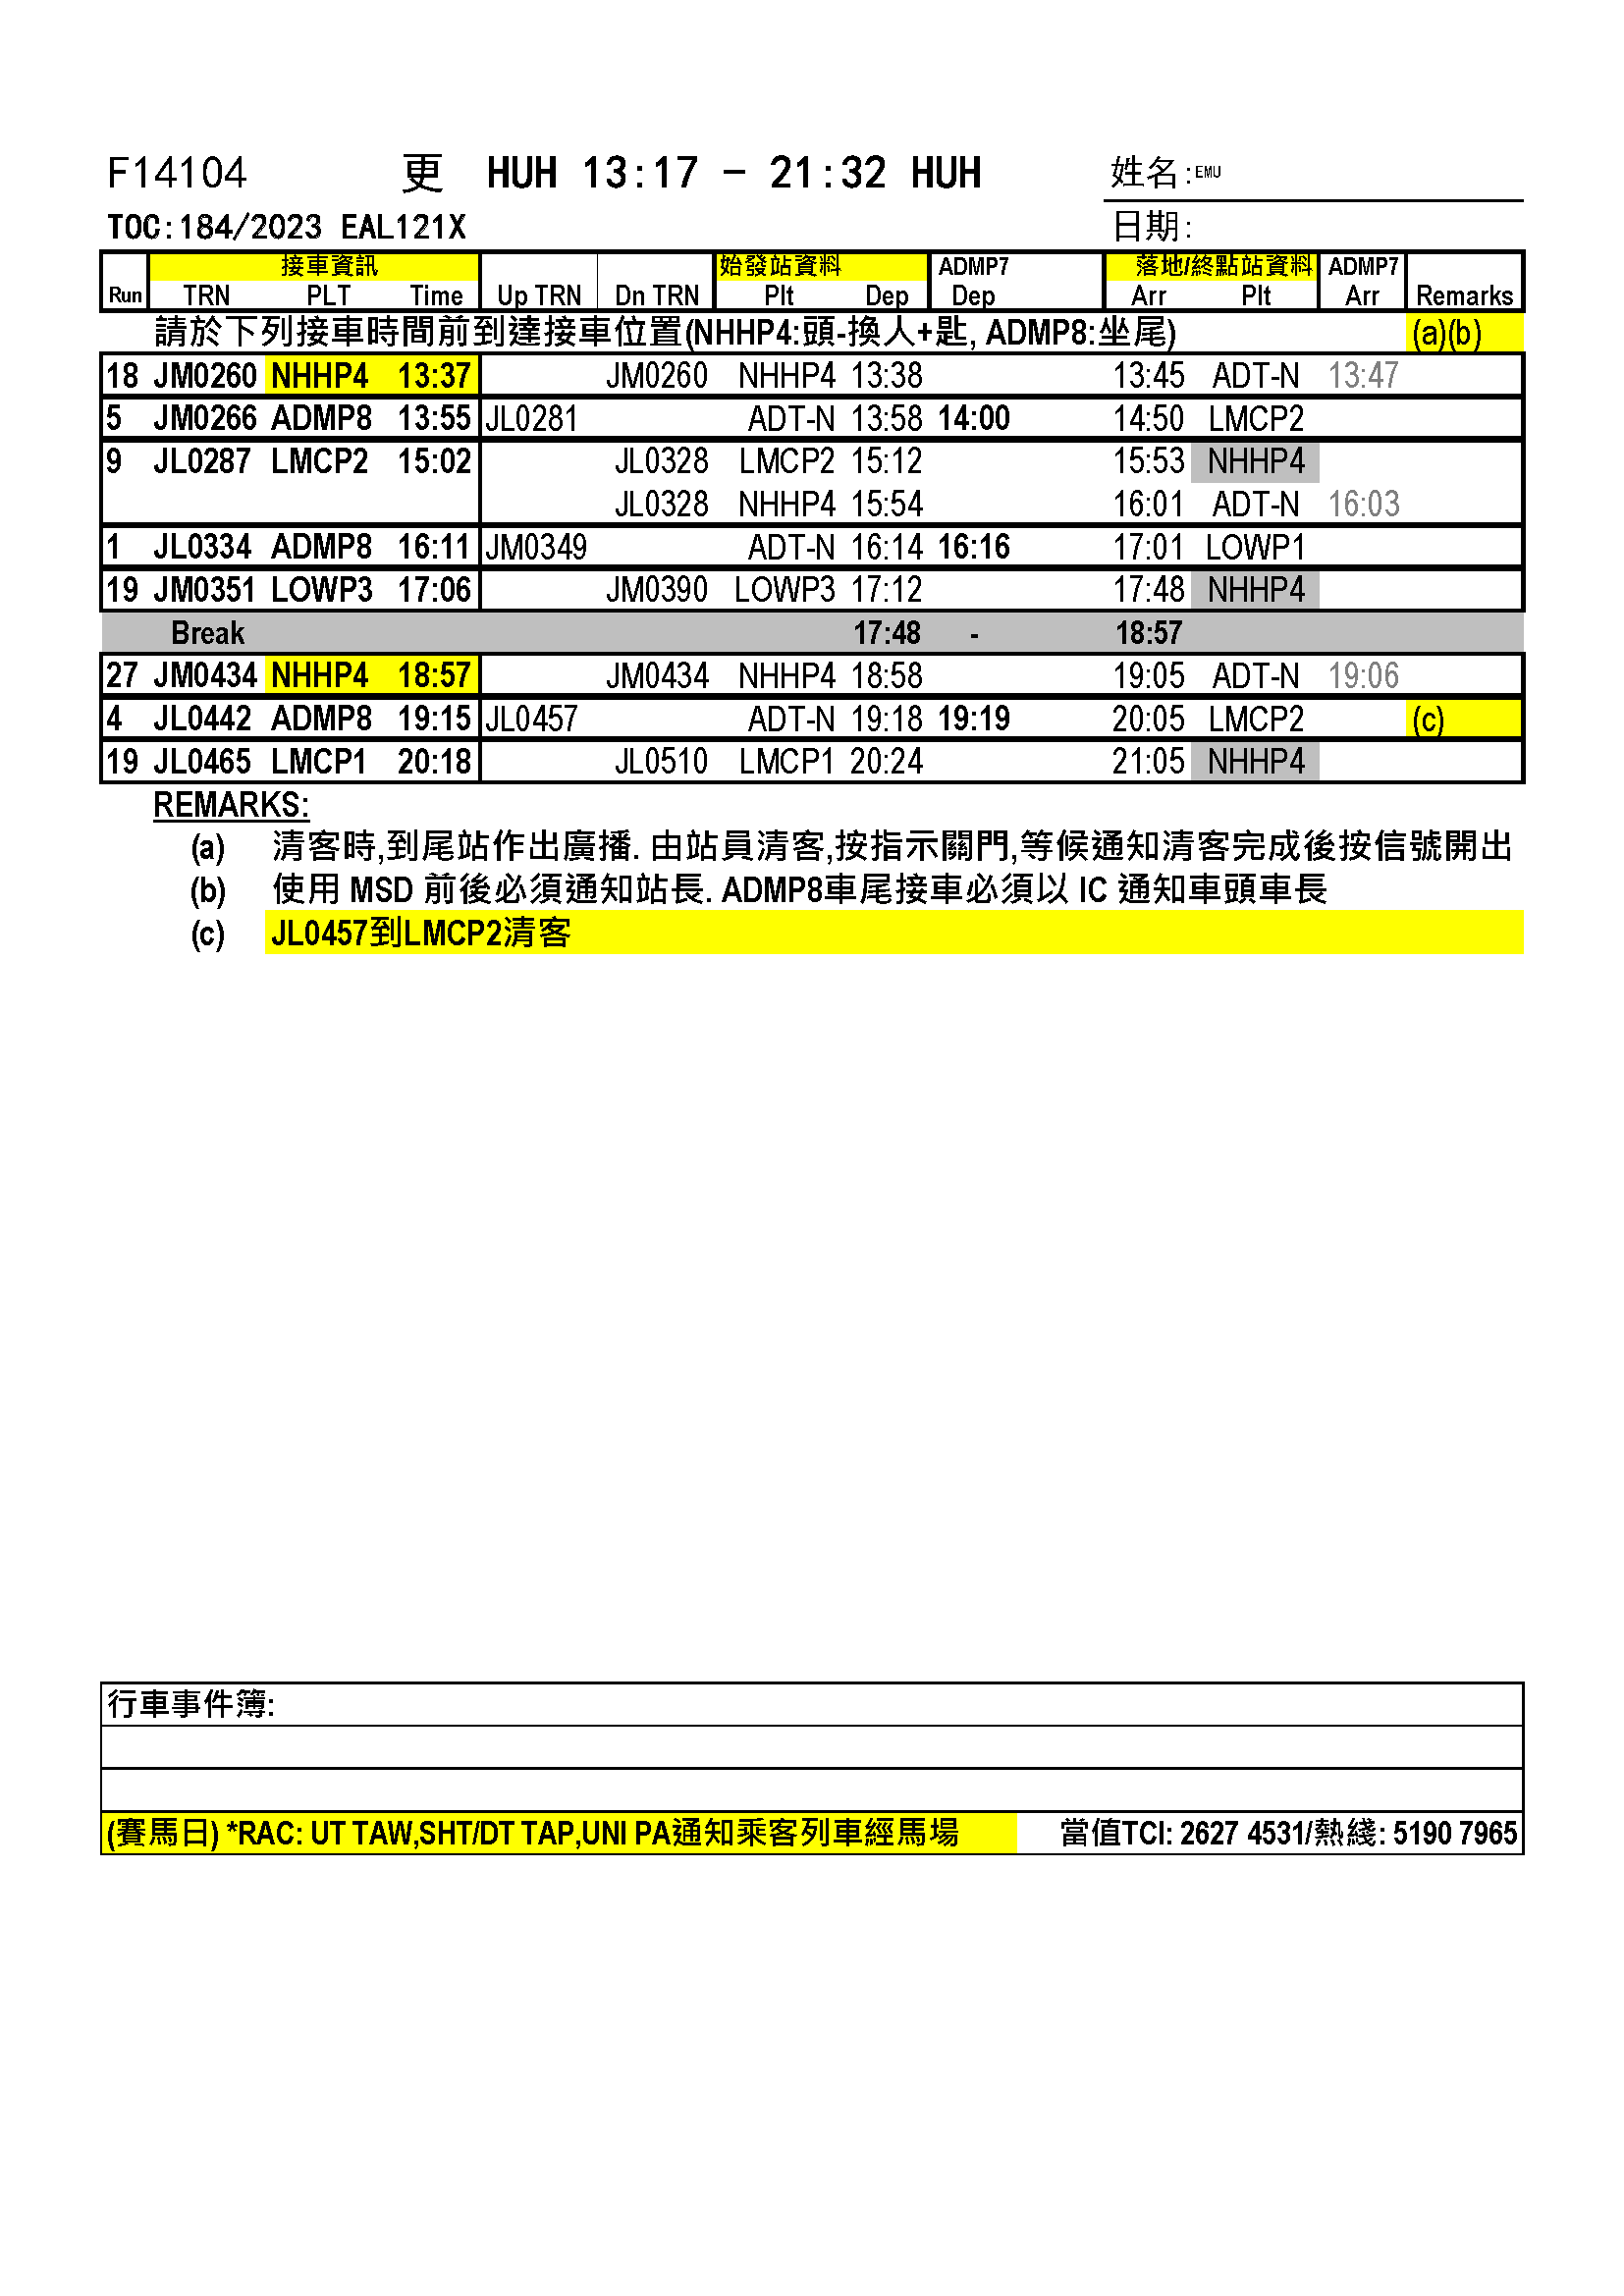 F14104 更 HUH 13:17 - 21:32 HUH 姓名:EMU
TOC:184/2023 EAL121X 日期:
接車資訊 始發站資料 ADMP7 落地/終點站資料 ADMP7
Run TRN PLT Time Up TRN Dn TRN Plt Dep Dep Arr Plt Arr Remarks
請於下列接車時間前到達接車位置(NHHP4:頭-換人+匙, ADMP8:坐尾) (a)(b)
18 JM0260 NHHP4 13:37 JM0260 NHHP4 13:38 13:45 ADT-N 13:47
5 JM0266 ADMP8 13:55 JL0281 ADT-N 13:58 14:00 14:50 LMCP2
9 JL0287 LMCP2 15:02 JL0328 LMCP2 15:12 15:53 NHHP4
JL0328 NHHP4 15:54 16:01 ADT-N 16:03
1 JL0334 ADMP8 16:11 JM0349 ADT-N 16:14 16:16 17:01 LOWP1
19 JM0351 LOWP3 17:06 JM0390 LOWP3 17:12 17:48 NHHP4
Break 17:48 - 18:57
27 JM0434 NHHP4 18:57 JM0434 NHHP4 18:58 19:05 ADT-N 19:06
4 JL0442 ADMP8 19:15 JL0457 ADT-N 19:18 19:19 20:05 LMCP2 (c)
19 JL0465 LMCP1 20:18 JL0510 LMCP1 20:24 21:05 NHHP4
REMARKS:
(a) 清客時,到尾站作出廣播. 由站員清客,按指示關門,等候通知清客完成後按信號開出
(b) 使用 MSD 前後必須通知站長. ADMP8車尾接車必須以 IC 通知車頭車長
(c) JL0457到LMCP2清客
行車事件簿:
(賽馬日) *RAC: UT TAW,SHT/DT TAP,UNI PA通知乘客列車經馬場 當值TCI: 2627 4531/熱綫: 5190 7965